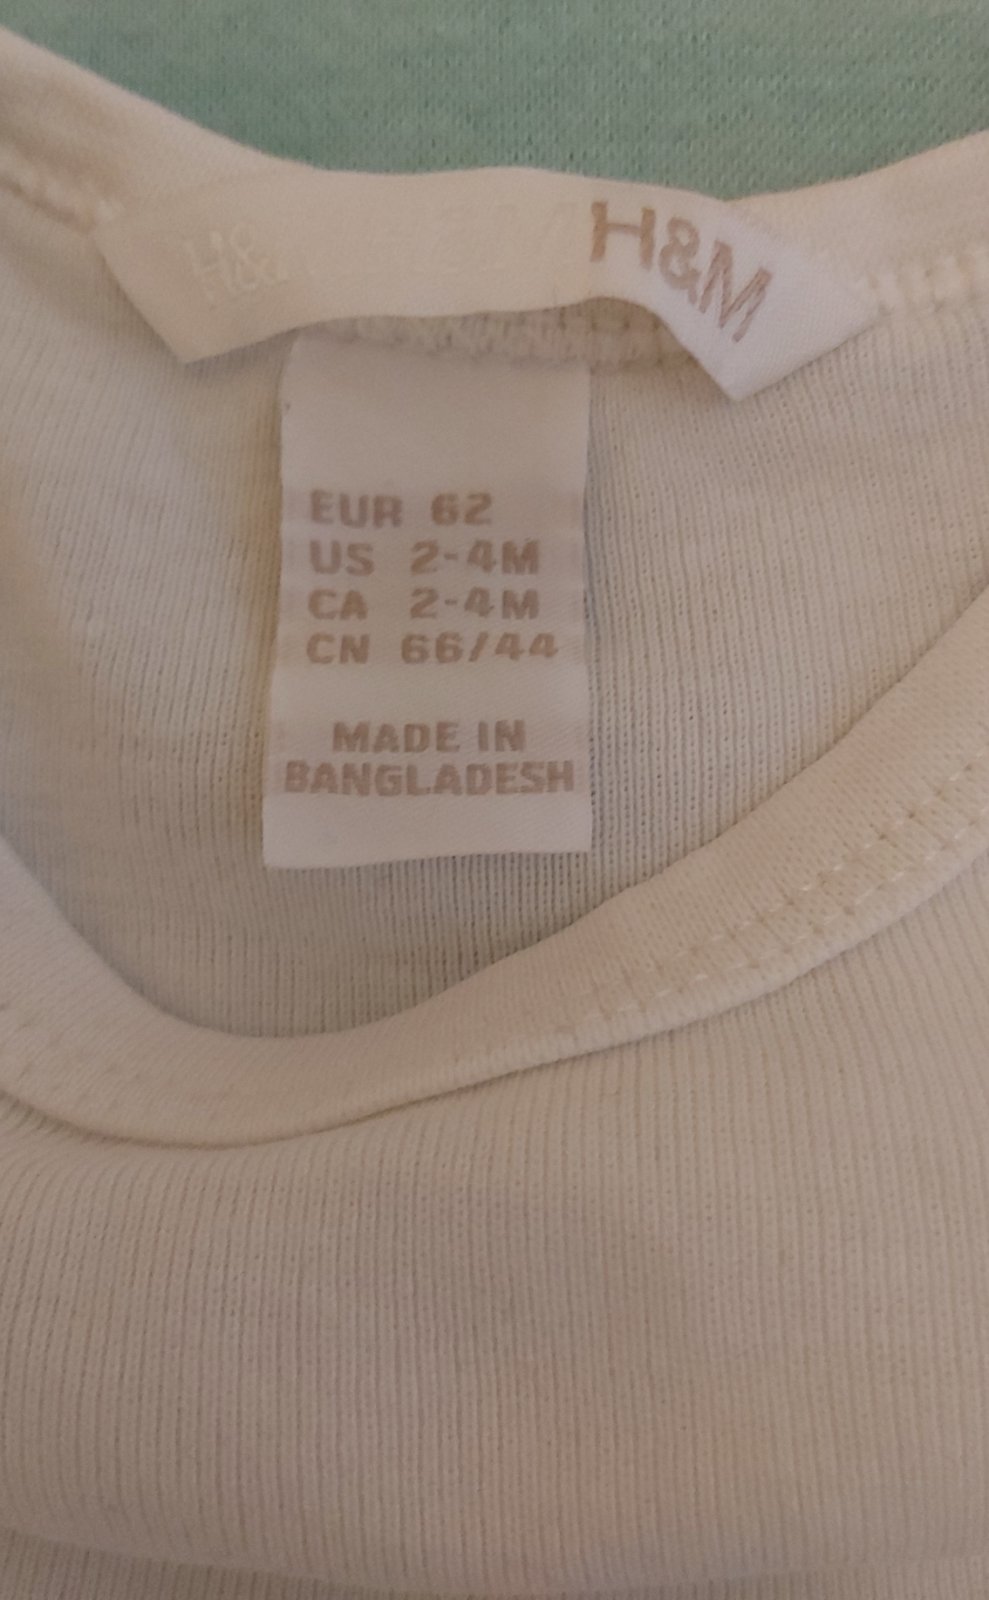 H&M
EUR 62
US 2-4M
CA 2-4M
CN 66/44
MADE IN
BANGLADESH